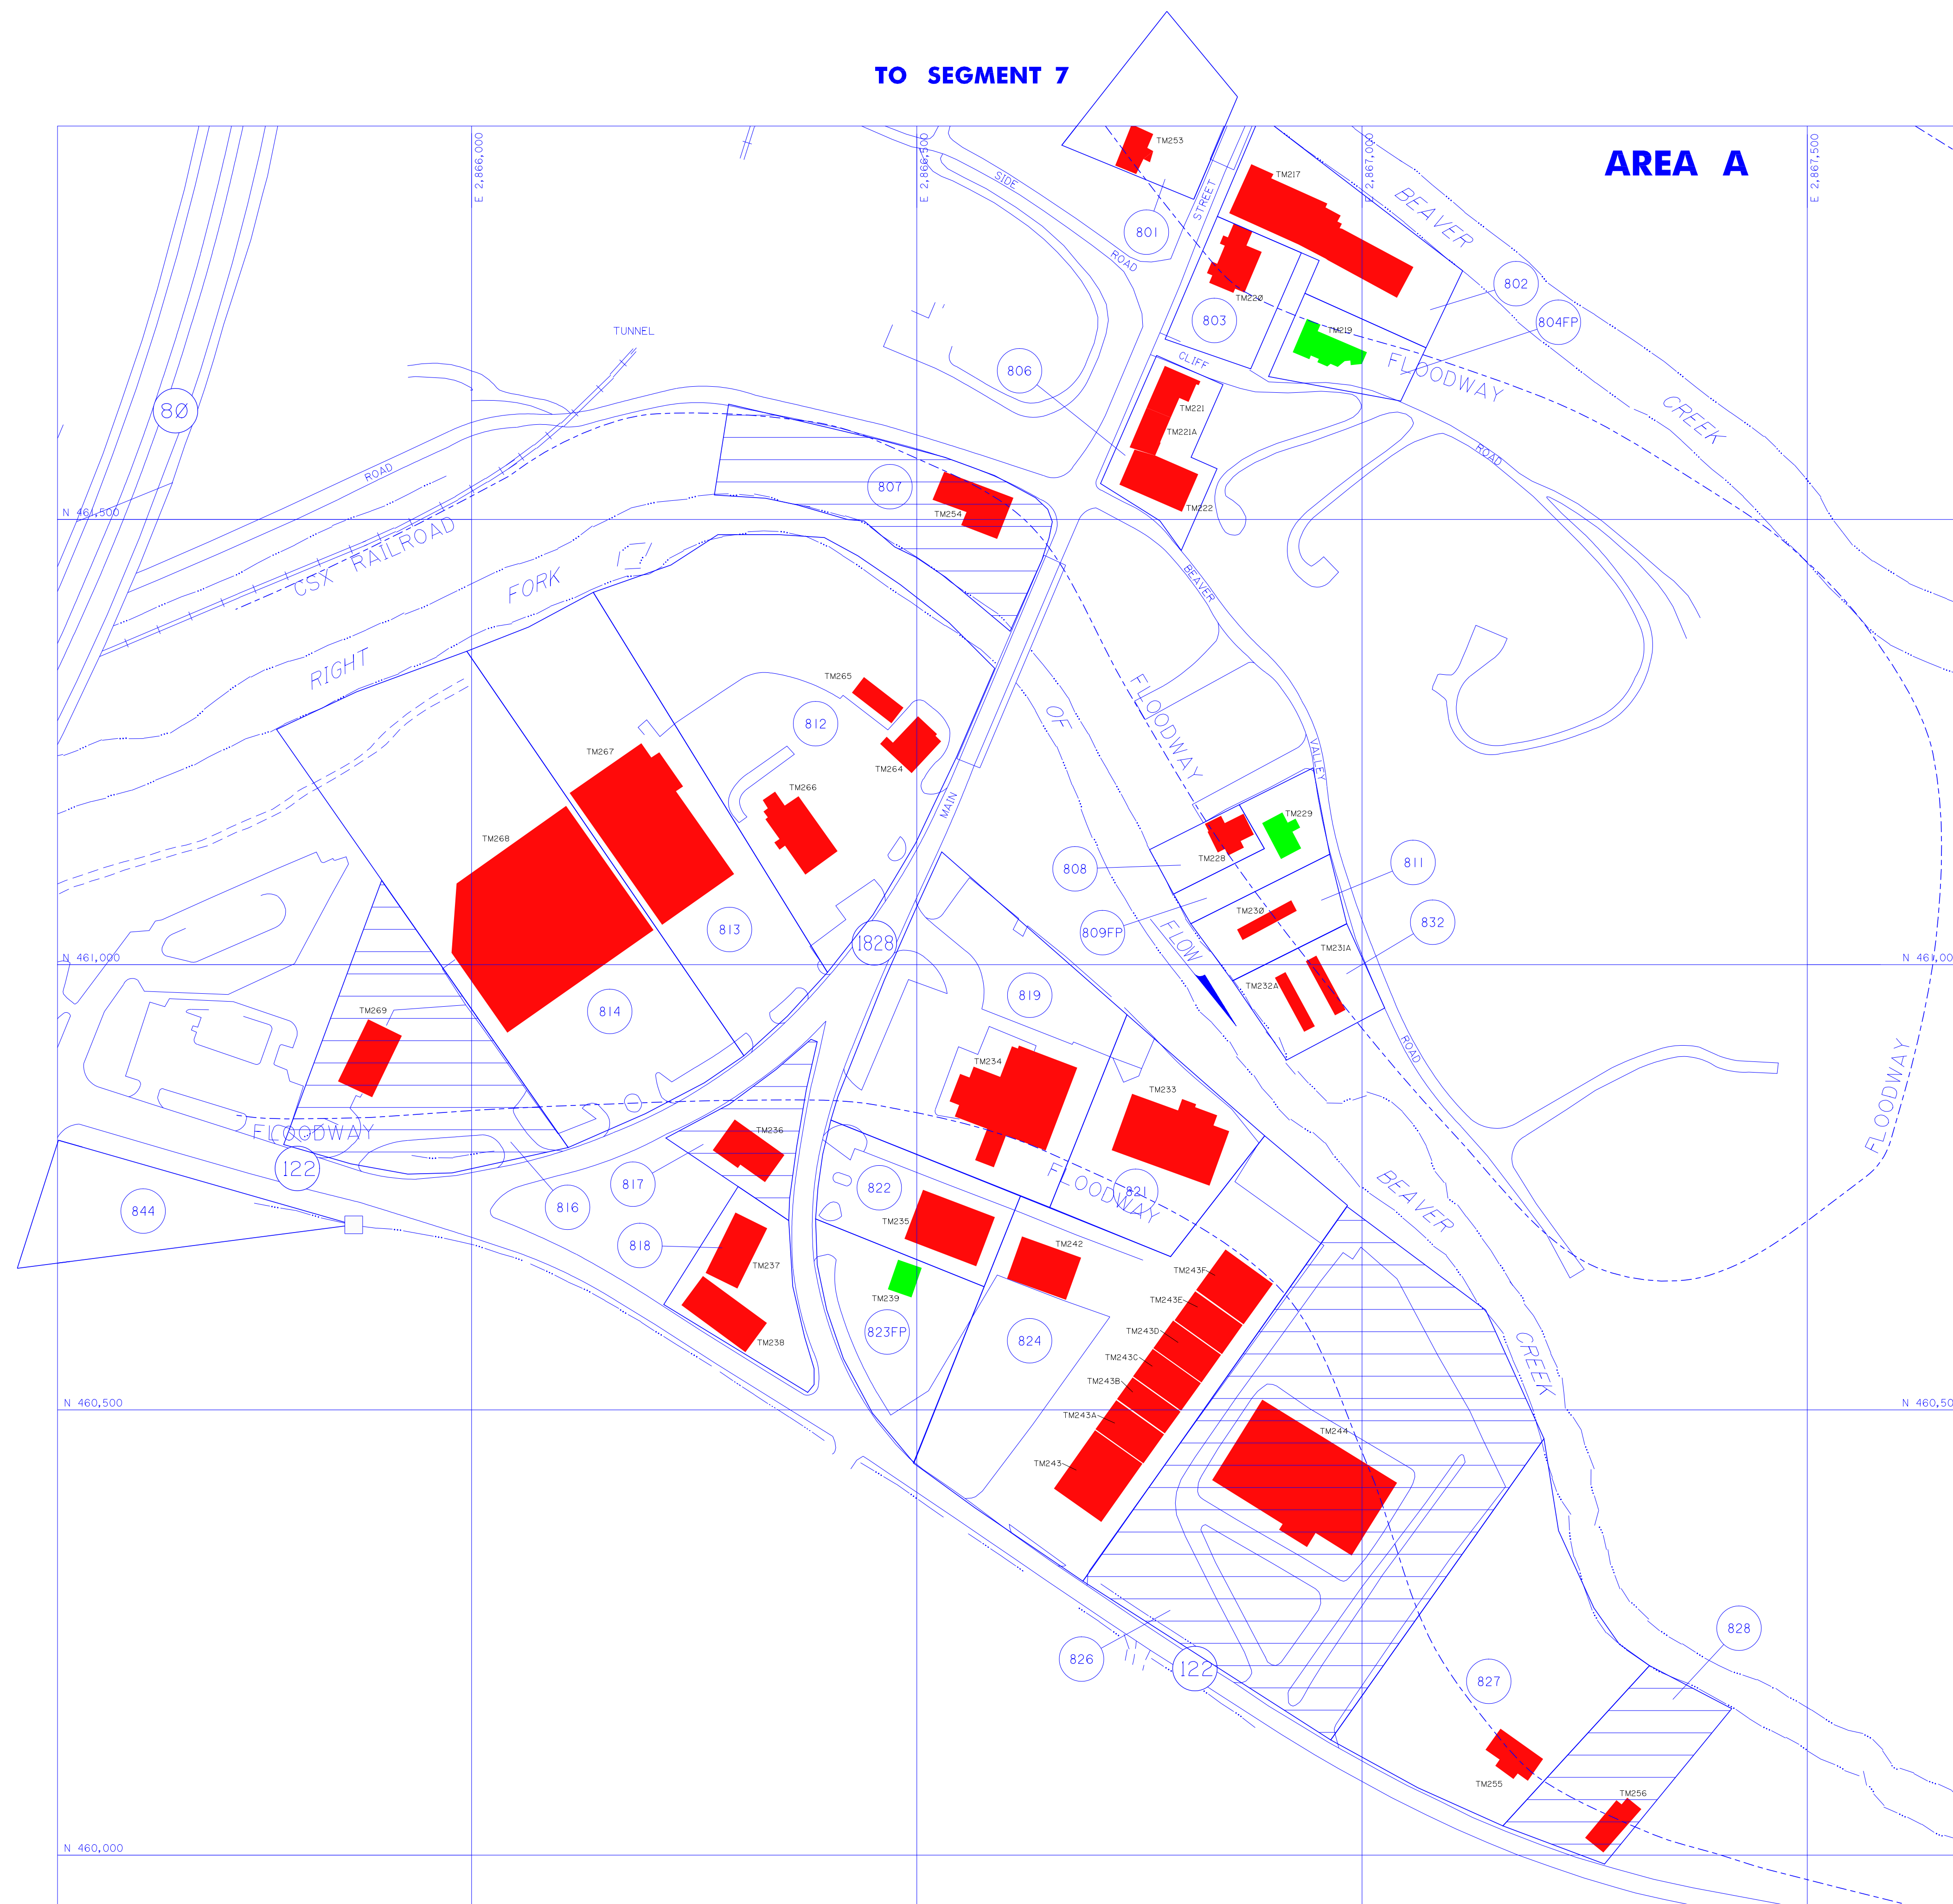 TO SEGMENT 7
AREA A
E 2,866,000
E 2,866,500
E 2,867,000
E 2,867,500
TM253
SIDE
ROAD
STREET
801
TM217
BEAVER
802
804FP
TM220
803
TM219
FLOODWAY
CREEK
TUNNEL
806
CLIFF
TM221
TM221A
TM222
ROAD
80
ROAD
807
TM254
N 461,500
CSX RAILROAD
RIGHT
FORK
OF
BEAVER
FLOODWAY
VALLEY
TM265
812
TM264
TM267
TM266
MAIN
TM268
TM229
TM228
808
811
809FP
TM230
832
FLOW
TM231A
TM232A
N 461,000
N 461,00
813
1828
814
819
TM269
ROAD
FLOODWAY
TM234
TM233
FLOODWAY
122
TM236
817
816
844
822
821
FLOODWAY
BEAVER
TM235
818
TM237
TM242
TM239
TM238
823FP
824
TM243F
TM243E
TM243D
TM243C
TM243B
TM243A
TM243
CREEK
N 460,500
N 460,50
TM244
826
122
827
828
TM255
TM256
N 460,000